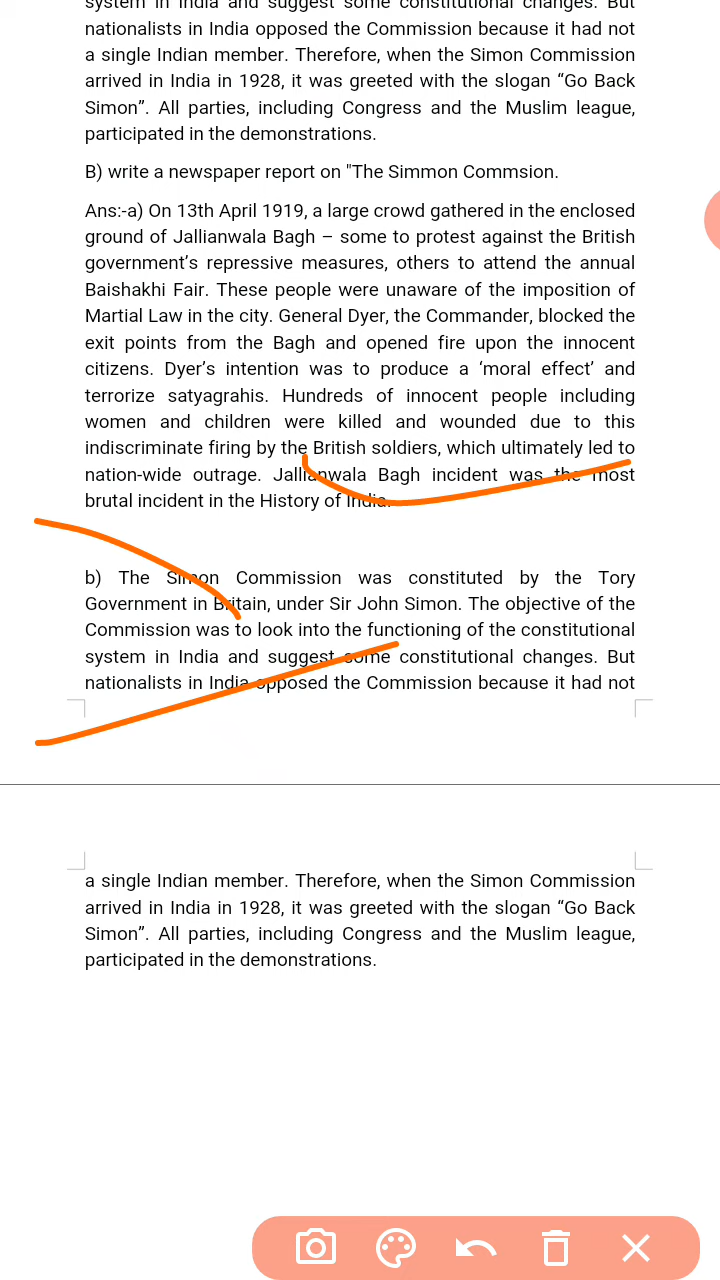 system in India and suggest some constitutional changes. But
nationalists in India opposed the Commission because it had not
a single Indian member. Therefore, when the Simon Commission
arrived in India in 1928, it was greeted with the slogan “Go Back
Simon”. All parties, including Congress and the Muslim league,
participated in the demonstrations.
B) write a newspaper report on "The Simmon Commsion.
Ans:-a) On 13th April 1919, a large crowd gathered in the enclosed
ground of Jallianwala Bagh – some to protest against the British
government’s repressive measures, others to attend the annual
Baishakhi Fair. These people were unaware of the imposition of
Martial Law in the city. General Dyer, the Commander, blocked the
exit points from the Bagh and opened fire upon the innocent
citizens. Dyer’s intention was to produce a ‘moral effect’ and
terrorize satyagrahis. Hundreds of innocent people including
women and children were killed and wounded due to this
indiscriminate firing by the British soldiers, which ultimately led to
nation-wide outrage. Jallianwala Bagh incident was the most
brutal incident in the History of India.
b) The Simon Commission was constituted by the Tory
Government in Britain, under Sir John Simon. The objective of the
Commission was to look into the functioning of the constitutional
system in India and suggest some constitutional changes. But
nationalists in India opposed the Commission because it had not
a single Indian member. Therefore, when the Simon Commission
arrived in India in 1928, it was greeted with the slogan “Go Back
Simon”. All parties, including Congress and the Muslim league,
participated in the demonstrations.